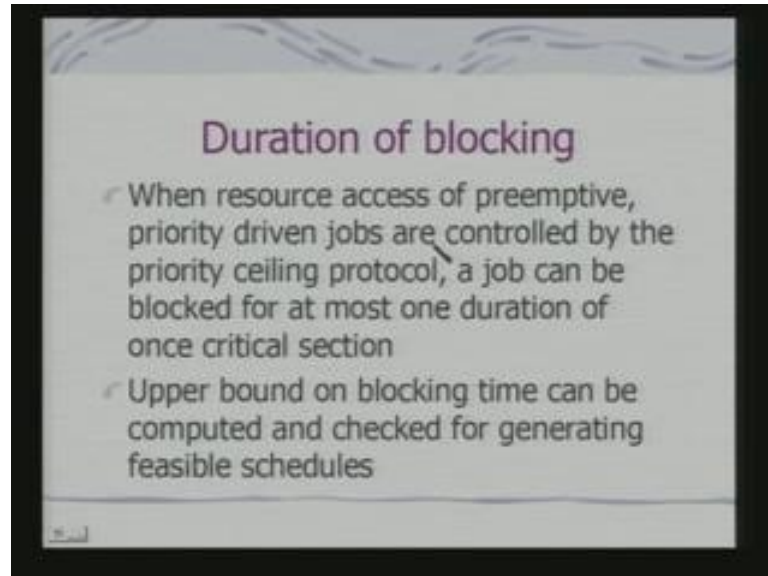 Duration of blocking
When resource access of preemptive,
priority driven jobs are controlled by the
priority ceiling protocol, a job can be
blocked for at most one duration of
once critical section
Upper bound on blocking time can be
computed and checked for generating
feasible schedules